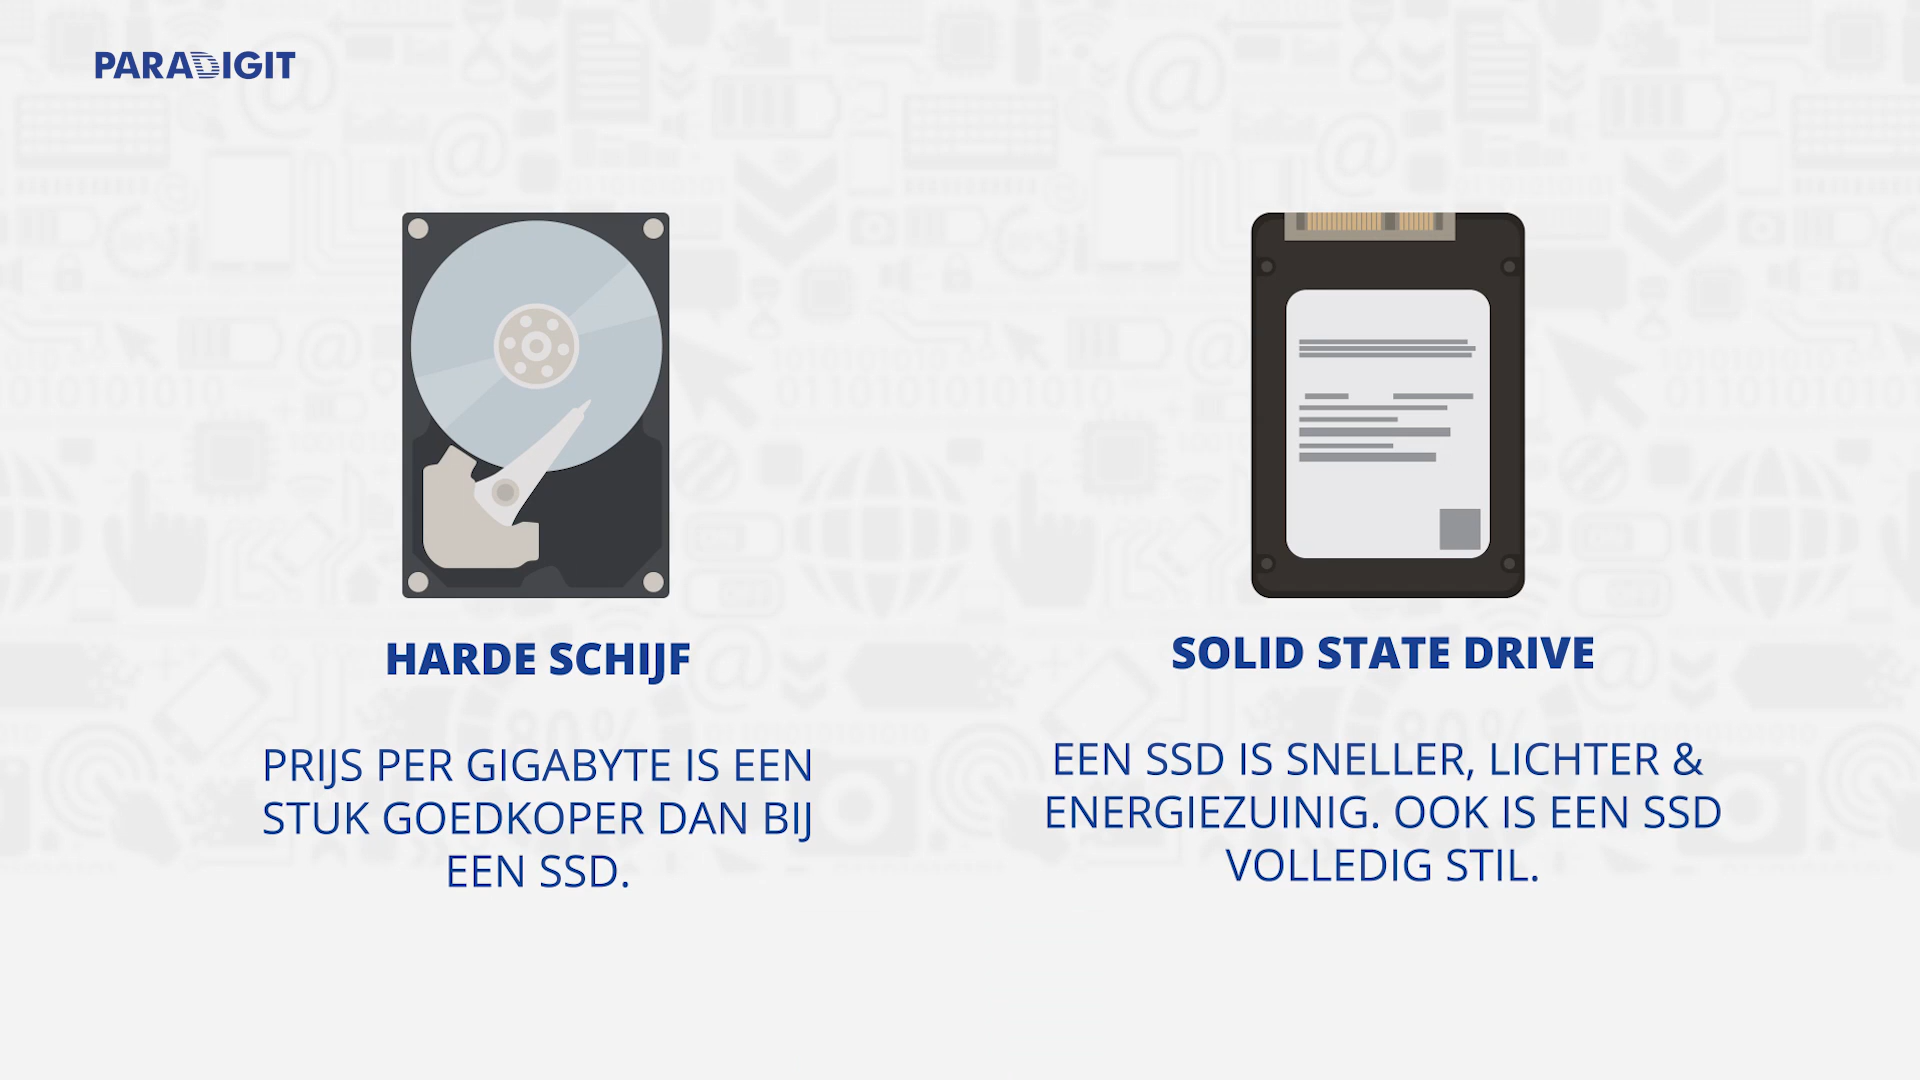 PARADIGIT
HARDE SCHIJF
PRIJS PER GIGABYTE IS EEN
STUK GOEDKOPER DAN BIJ
EEN SSD.
SOLID STATE DRIVE
EEN SSD IS SNELLER, LICHTER &
ENERGIEZUINIG. OOK IS EEN SSD
VOLLEDIG STIL.